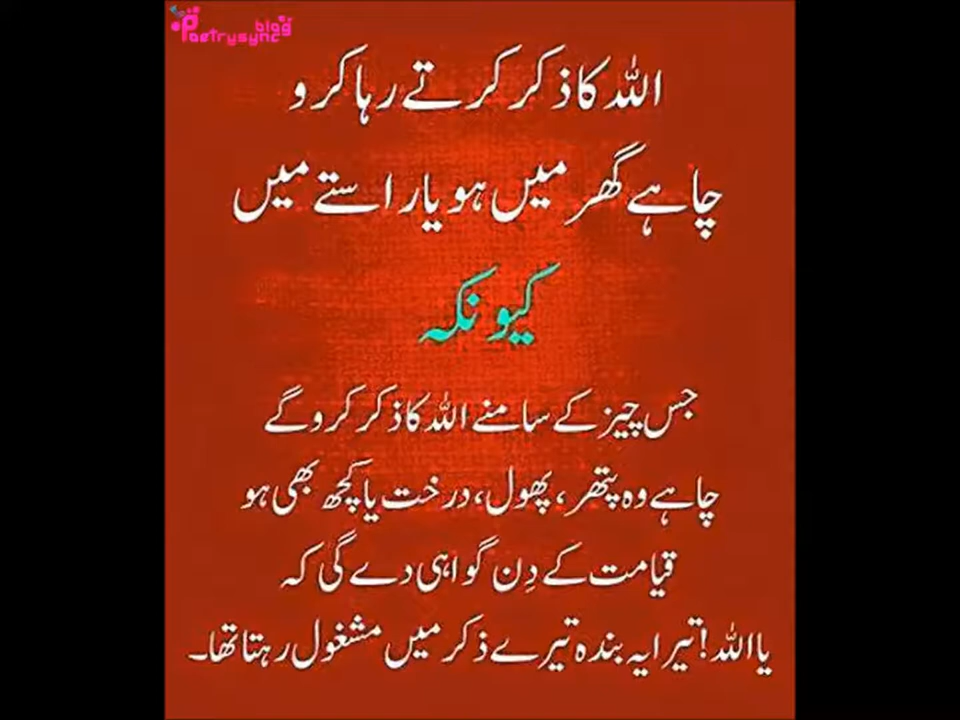 Poetrysync blog
اللہ کا ذکر کرتے رہا کرو
چاہے گھر میں ہو یا راستے میں
کیونکہ
جس چیز کے سامنے اللہ کا ذکر کرو گے
چاہے وہ پتھر، پھول، درخت یا کچھ بھی ہو
قیامت کے دِن گواہی دے گی کہ
یا اللہ! تیرا یہ بندہ تیرے ذکر میں مشغول رہتا تھا۔